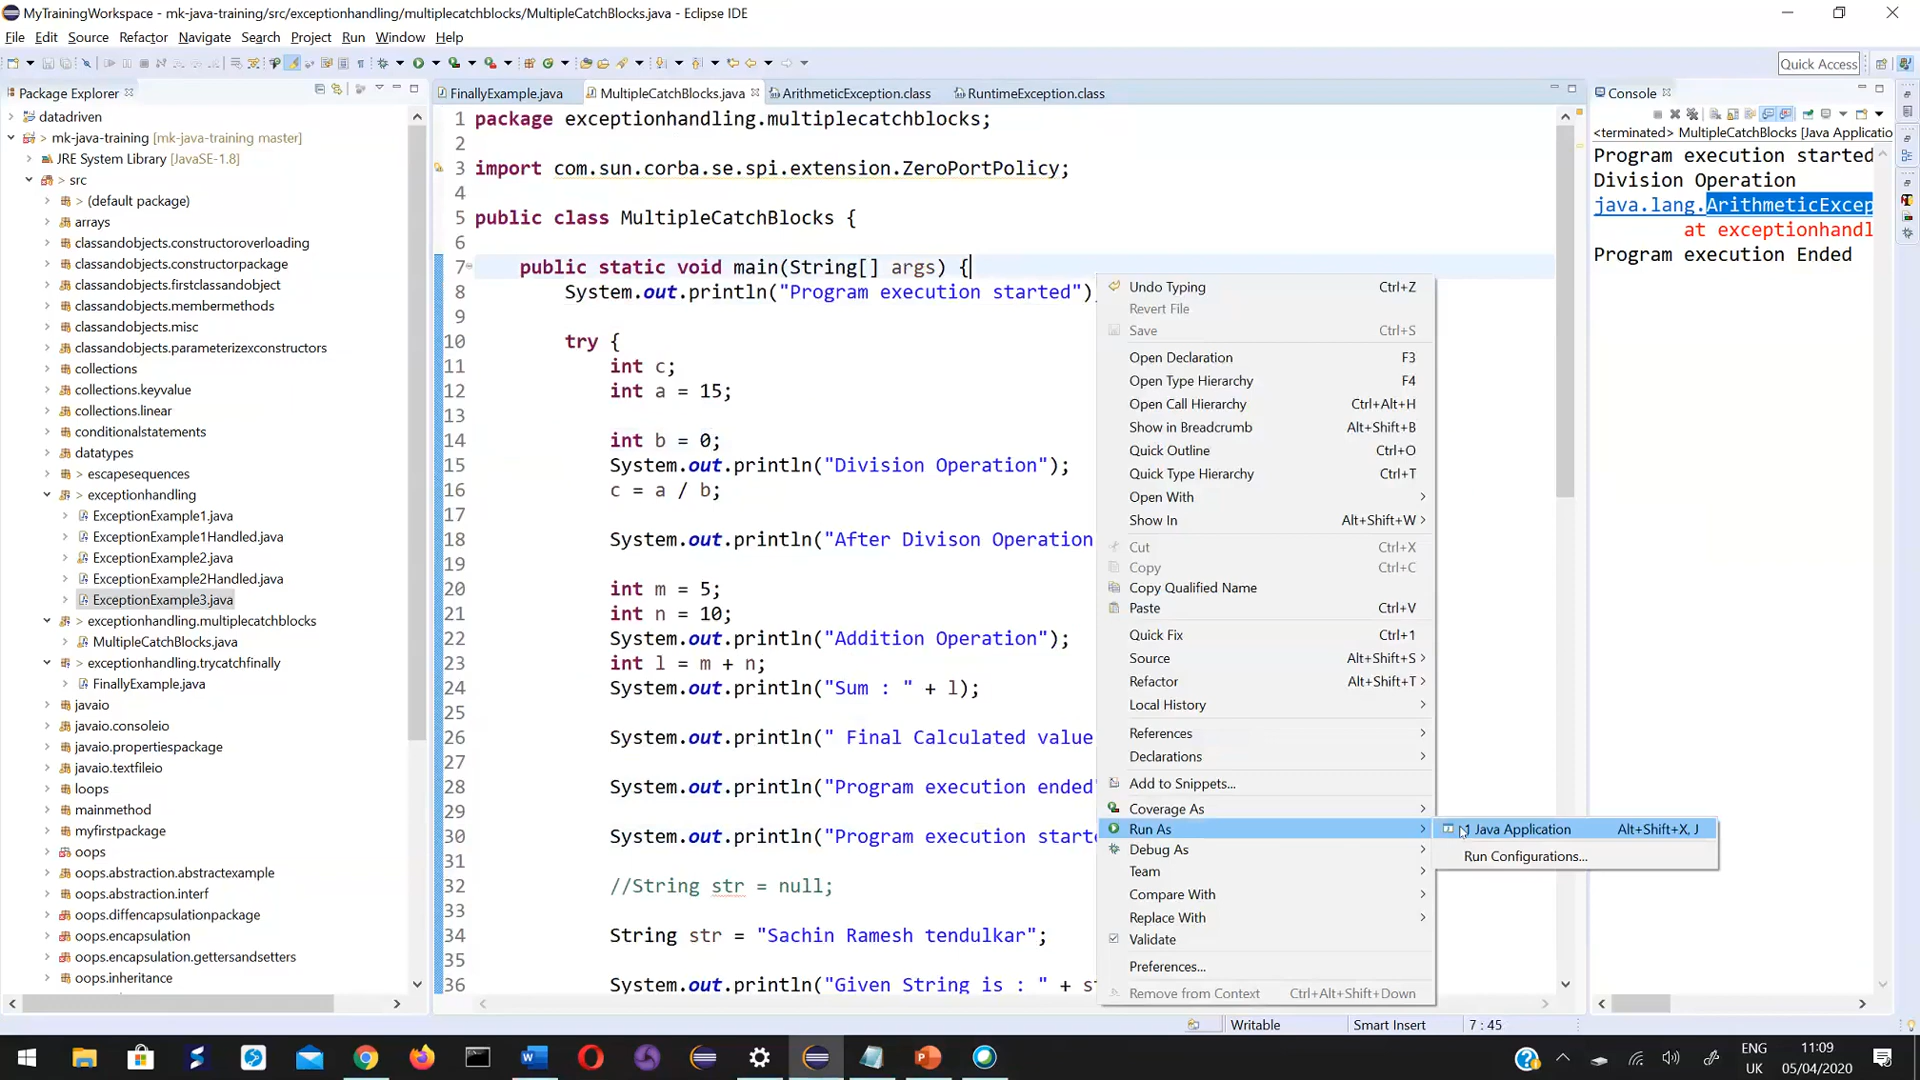 MyTrainingWorkspace - mk-java-training/src/exceptionhandling/multiplecatchblocks/MultipleCatchBlocks.java - Eclipse IDE
File Edit Source Refactor Navigate Search Project Run Window Help
Quick Access
Package Explorer
datadriven
mk-java-training [mk-java-training master]
JRE System Library [JavaSE-1.8]
> src
> (default package)
arrays
classandobjects.constructoroverloading
classandobjects.constructorpackage
classandobjects.firstclassandobject
classandobjects.membermethods
classandobjects.misc
classandobjects.parameterizexconstructors
collections
collections.keyvalue
collections.linear
conditionalstatements
datatypes
> escapesequences
> exceptionhandling
ExceptionExample1.java
ExceptionExample1Handled.java
ExceptionExample2.java
ExceptionExample2Handled.java
ExceptionExample3.java
> exceptionhandling.multiplecatchblocks
MultipleCatchBlocks.java
> exceptionhandling.trycatchfinally
FinallyExample.java
javaio
javaio.consoleio
javaio.propertiespackage
javaio.textfileio
loops
mainmethod
myfirstpackage
oops
oops.abstraction.abstractexample
oops.abstraction.interf
oops.diffencapsulationpackage
oops.encapsulation
oops.encapsulation.gettersandsetters
oops.inheritance
FinallyExample.java MultipleCatchBlocks.java ArithmeticException.class RuntimeException.class
1 package exceptionhandling.multiplecatchblocks;
2
3 import com.sun.corba.se.spi.extension.ZeroPortPolicy;
4
5 public class MultipleCatchBlocks {
6
7 public static void main(String[] args) {
8 System.out.println("Program execution started")
9
10 try {
11 int c;
12 int a = 15;
13
14 int b = 0;
15 System.out.println("Division Operation");
16 c = a / b;
17
18 System.out.println("After Divison Operation
19
20 int m = 5;
21 int n = 10;
22 System.out.println("Addition Operation");
23 int l = m + n;
24 System.out.println("Sum : " + l);
25
26 System.out.println(" Final Calculated value
27
28 System.out.println("Program execution ended"
29
30 System.out.println("Program execution starte
31
32 //String str = null;
33
34 String str = "Sachin Ramesh tendulkar";
35
36 System.out.println("Given String is : " + st
Undo Typing Ctrl+Z
Revert File
Save Ctrl+S
Open Declaration F3
Open Type Hierarchy F4
Open Call Hierarchy Ctrl+Alt+H
Show in Breadcrumb Alt+Shift+B
Quick Outline Ctrl+O
Quick Type Hierarchy Ctrl+T
Open With
Show In Alt+Shift+W
Cut Ctrl+X
Copy Ctrl+C
Copy Qualified Name
Paste Ctrl+V
Quick Fix Ctrl+1
Source Alt+Shift+S
Refactor Alt+Shift+T
Local History
References
Declarations
Add to Snippets...
Coverage As
Run As
Debug As
Team
Compare With
Replace With
Validate
Preferences...
Remove from Context Ctrl+Alt+Shift+Down
1 Java Application Alt+Shift+X, J
Run Configurations...
Console
<terminated> MultipleCatchBlocks [Java Applicatio
Program execution started
Division Operation
java.lang.ArithmeticExcep
at exceptionhandl
Program execution Ended
Writable Smart Insert 7 : 45
ENG
UK
11:09
05/04/2020